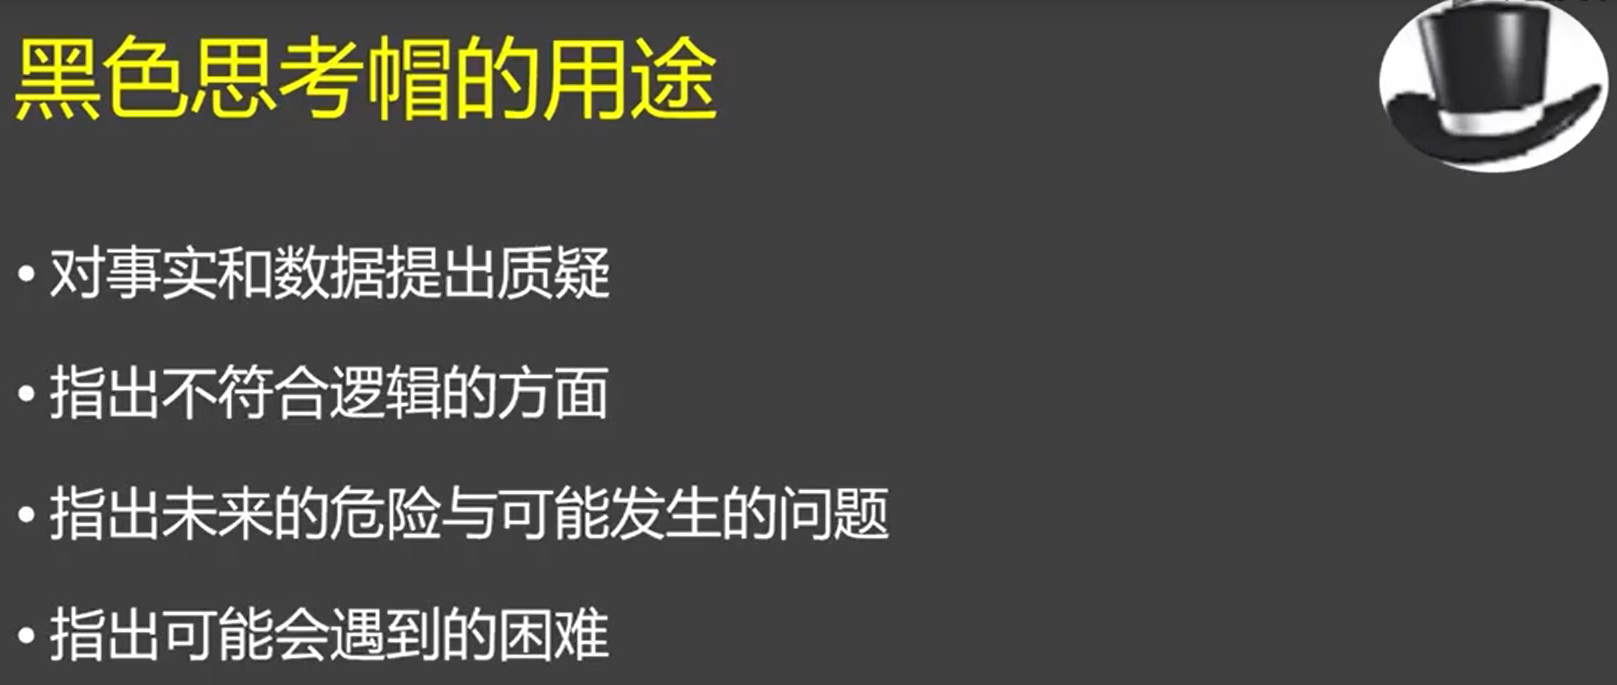 黑色思考帽的用途
• 对事实和数据提出质疑
• 指出不符合逻辑的方面
• 指出未来的危险与可能发生的问题
• 指出可能会遇到的困难